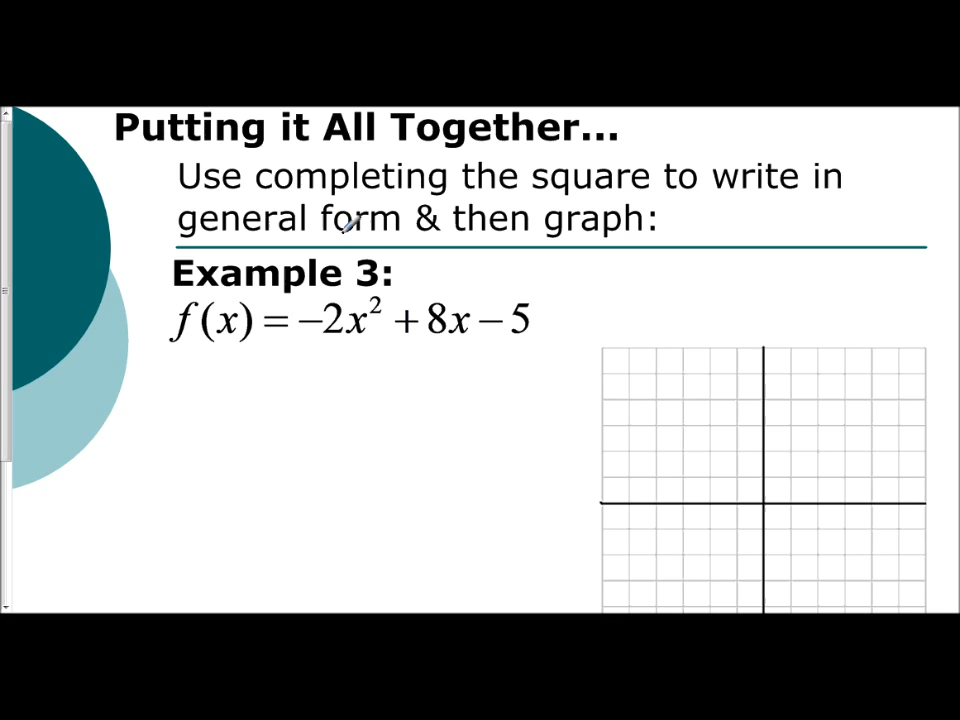 Putting it All Together...
Use completing the square to write in
general form & then graph:
Example 3:
f(x) = −2x² + 8x − 5